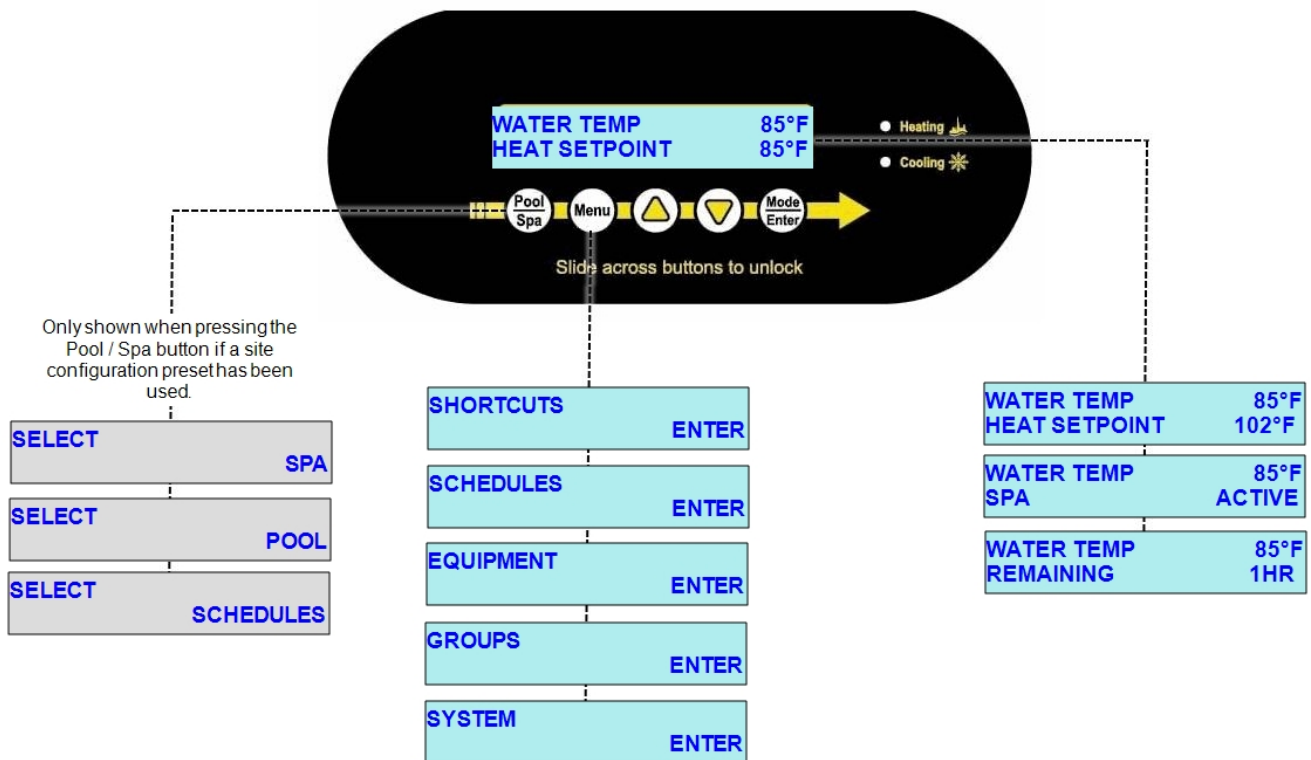 WATER TEMP 85°F
HEAT SETPOINT 85°F
Heating
Cooling
Pool
Spa
Menu
Mode
Enter
Slide across buttons to unlock
Only shown when pressing the
Pool / Spa button if a site
configuration preset has been
used.
SELECT
SPA
SELECT
POOL
SELECT
SCHEDULES
SHORTCUTS
ENTER
SCHEDULES
ENTER
EQUIPMENT
ENTER
GROUPS
ENTER
SYSTEM
ENTER
WATER TEMP 85°F
HEAT SETPOINT 102°F
WATER TEMP 85°F
SPA ACTIVE
WATER TEMP 85°F
REMAINING 1HR